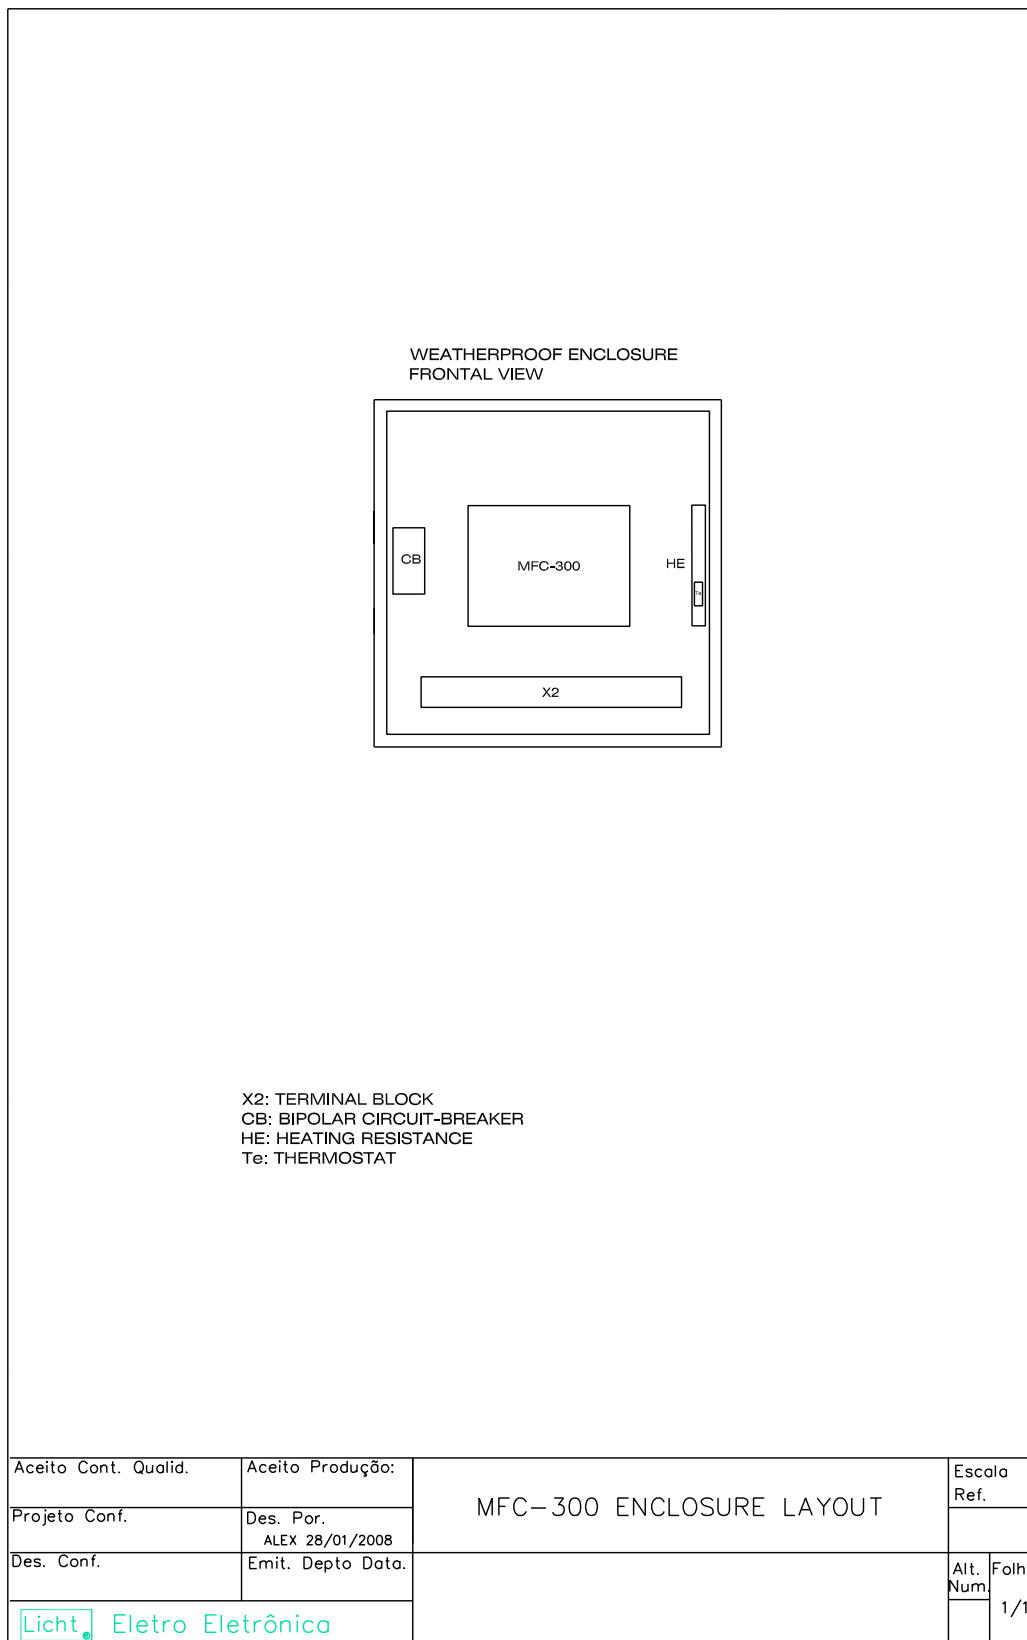 WEATHERPROOF ENCLOSURE
FRONTAL VIEW
CB
MFC-300
HE
Te
X2
X2: TERMINAL BLOCK
CB: BIPOLAR CIRCUIT-BREAKER
HE: HEATING RESISTANCE
Te: THERMOSTAT
Aceito Cont. Qualid.
Aceito Produção:
MFC-300 ENCLOSURE LAYOUT
Escala
Ref.
Projeto Conf.
Des. Por.
ALEX 28/01/2008
Des. Conf.
Emit. Depto Data.
Alt.
Num.
Folh
1/1
Licht Eletro Eletrônica